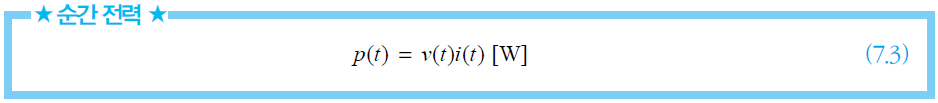 ★ 순간 전력 ★
p(t) = v(t)i(t) [W] (7.3)